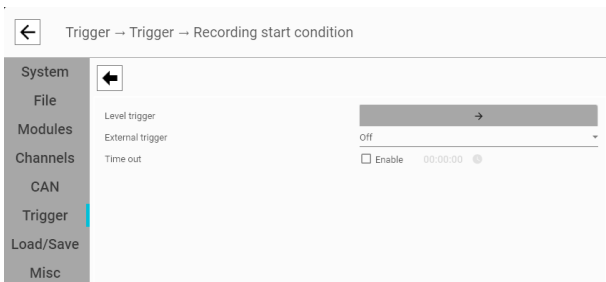 Trigger → Trigger → Recording start condition
System
File
Modules
Channels
CAN
Trigger
Load/Save
Misc
Level trigger
→
External trigger Off
Time out Enable 00:00:00